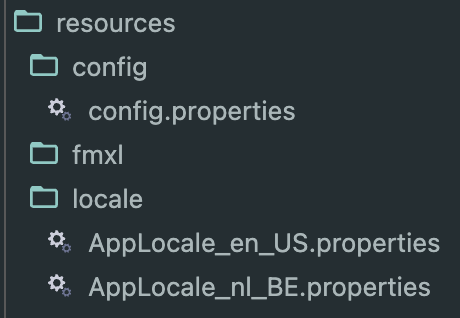 resources
config
config.properties
fmxl
locale
AppLocale_en_US.properties
AppLocale_nl_BE.properties